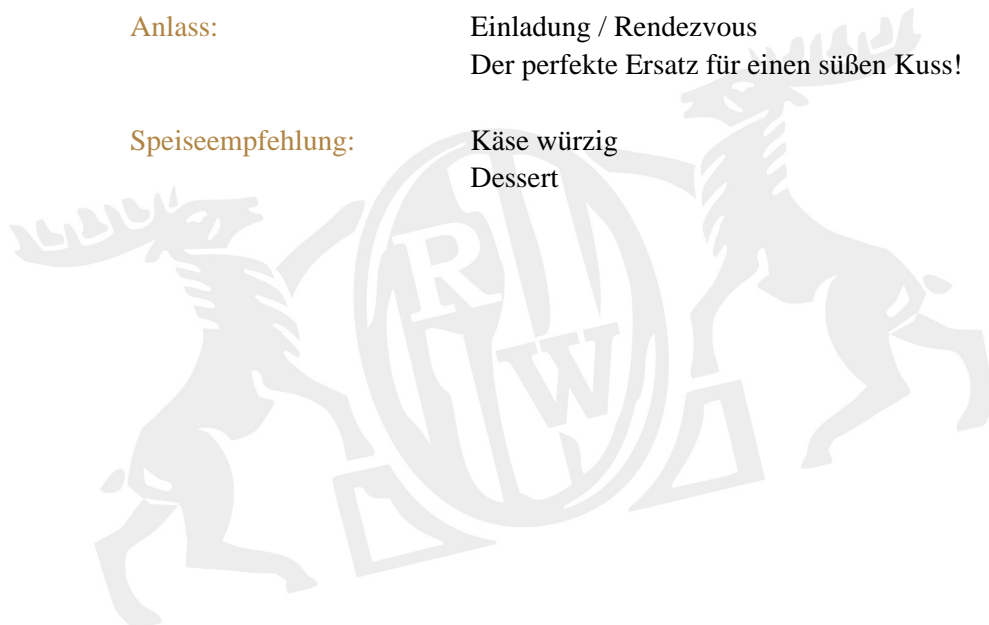 Anlass: Einladung / Rendezvous
Der perfekte Ersatz für einen süßen Kuss!
Speiseempfehlung: Käse würzig
Dessert
R
W